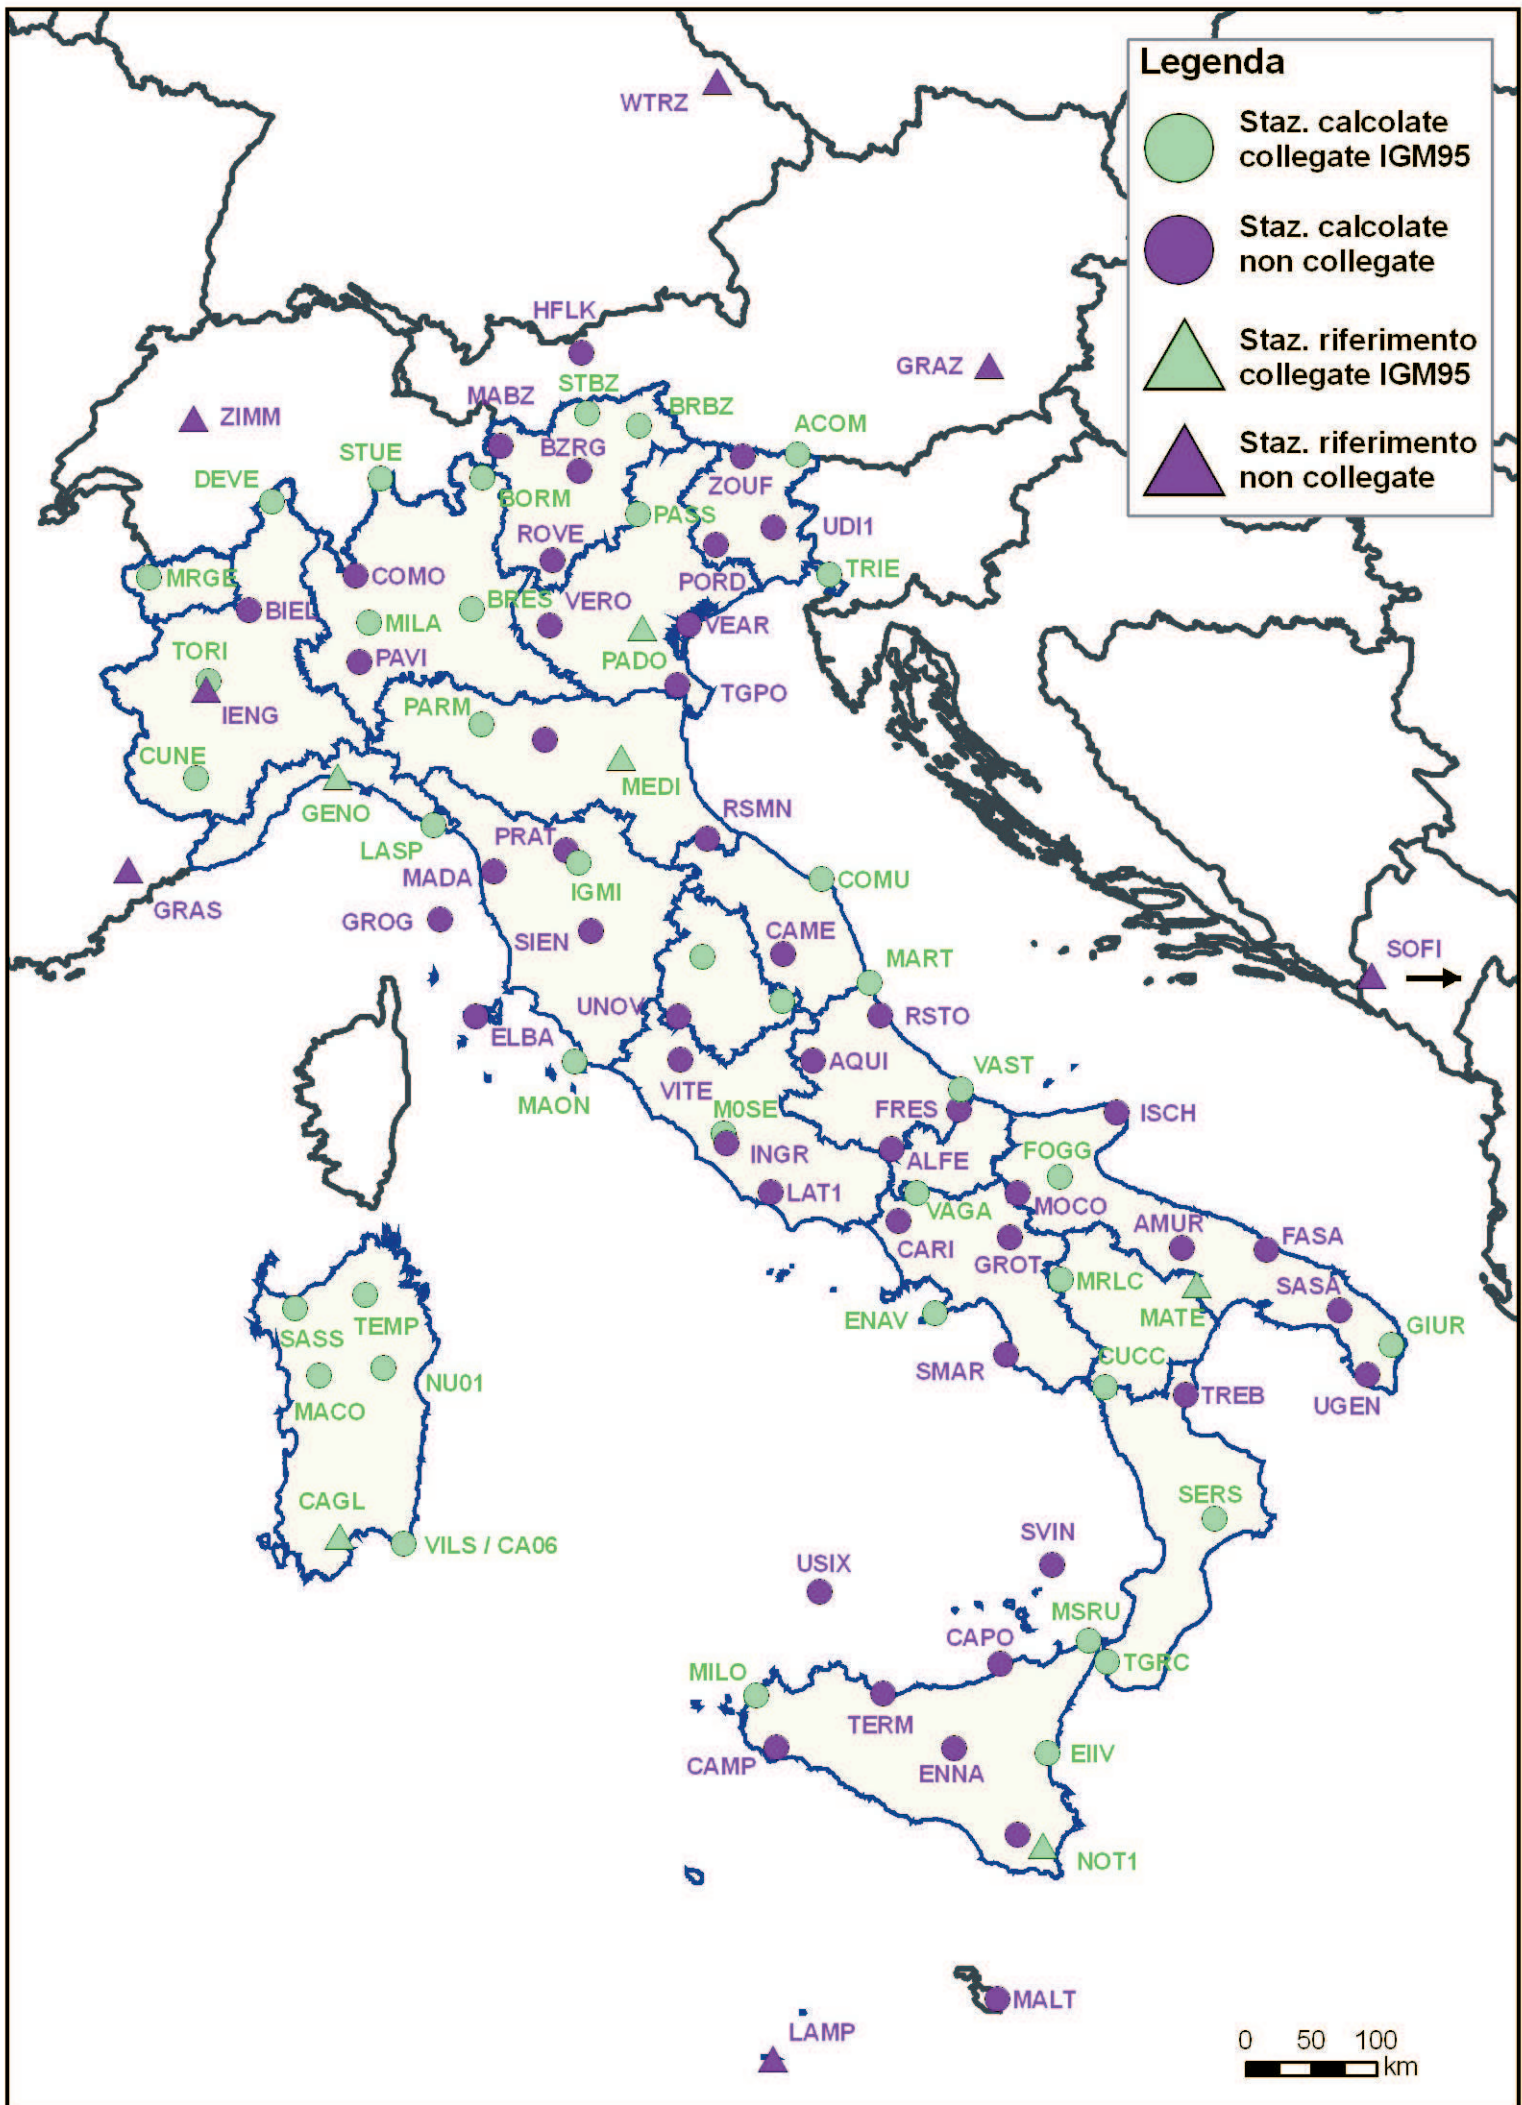 Legenda
Staz. calcolate
collegate IGM95
Staz. calcolate
non collegate
Staz. riferimento
collegate IGM95
Staz. riferimento
non collegate
WTRZ
HFLK
GRAZ
STBZ
MABZ
BRBZ
ZIMM
ACOM
STUE
BZRG
DEVE
ZOUF
BORM
PASS
UDI1
ROVE
TRIE
MRGE
COMO
PORD
BIEL
BRES
VERO
MILA
VEAR
TORI
PAVI
PADO
TGPO
IENG
PARM
CUNE
MEDI
GENO
RSMN
PRAT
LASP
MADA
COMU
IGMI
GRAS
GROG
SIEN
CAME
SOFI
MART
UNOV
RSTO
ELBA
AQUI
VAST
VITE
MAON
M0SE
FRES
ISCH
INGR
ALFE
FOGG
LAT1
VAGA
MOCO
AMUR
FASA
CARI
GROT
MRLC
SASA
MATE
ENAV
GIUR
SASS
TEMP
CUCC
SMAR
NU01
TREB
UGEN
MACO
SERS
CAGL
SVIN
VILS / CA06
USIX
MSRU
CAPO
TGRC
MILO
TERM
EIIV
CAMP
ENNA
NOT1
MALT
LAMP
0 50 100
km